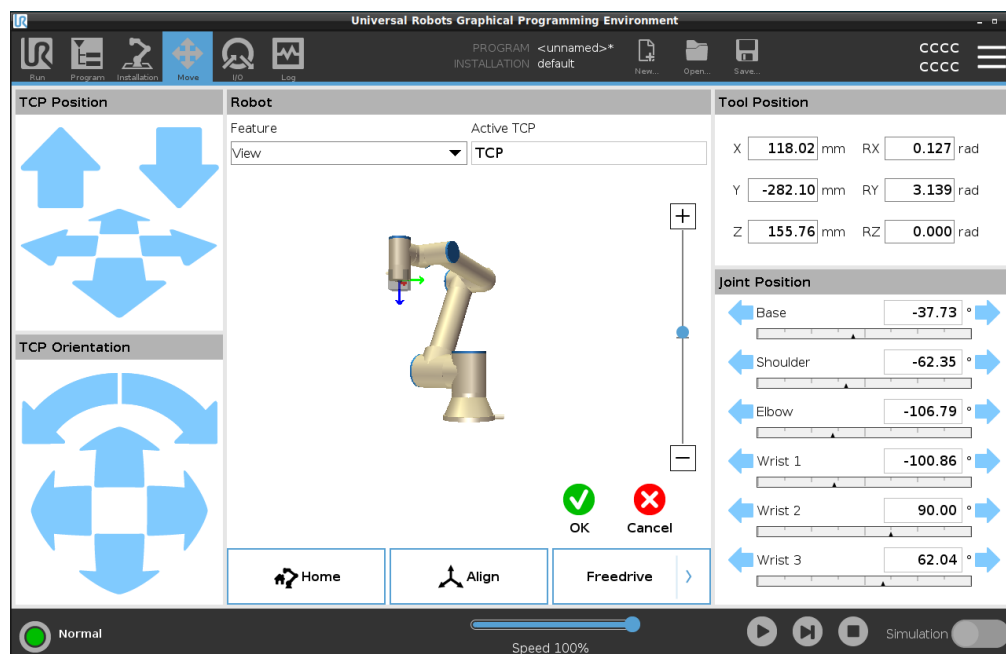 UR
Universal Robots Graphical Programming Environment
Run
Program
Installation
Move
I/O
Log
PROGRAM <unnamed>*
INSTALLATION default
New...
Open...
Save...
CCCC
CCCC
TCP Position
TCP Orientation
Robot
Feature
Active TCP
View
TCP
OK
Cancel
Home
Align
Freedrive
Tool Position
X 118.02 mm RX 0.127 rad
Y -282.10 mm RY 3.139 rad
Z 155.76 mm RZ 0.000 rad
Joint Position
Base -37.73 °
Shoulder -62.35 °
Elbow -106.79 °
Wrist 1 -100.86 °
Wrist 2 90.00 °
Wrist 3 62.04 °
Normal
Speed 100%
Simulation